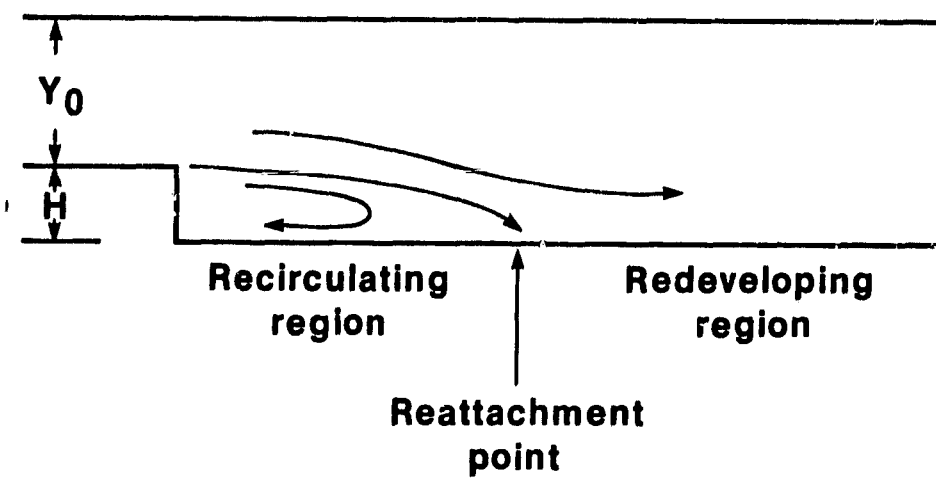 Y0
H
Recirculating
region
Redeveloping
region
Reattachment
point